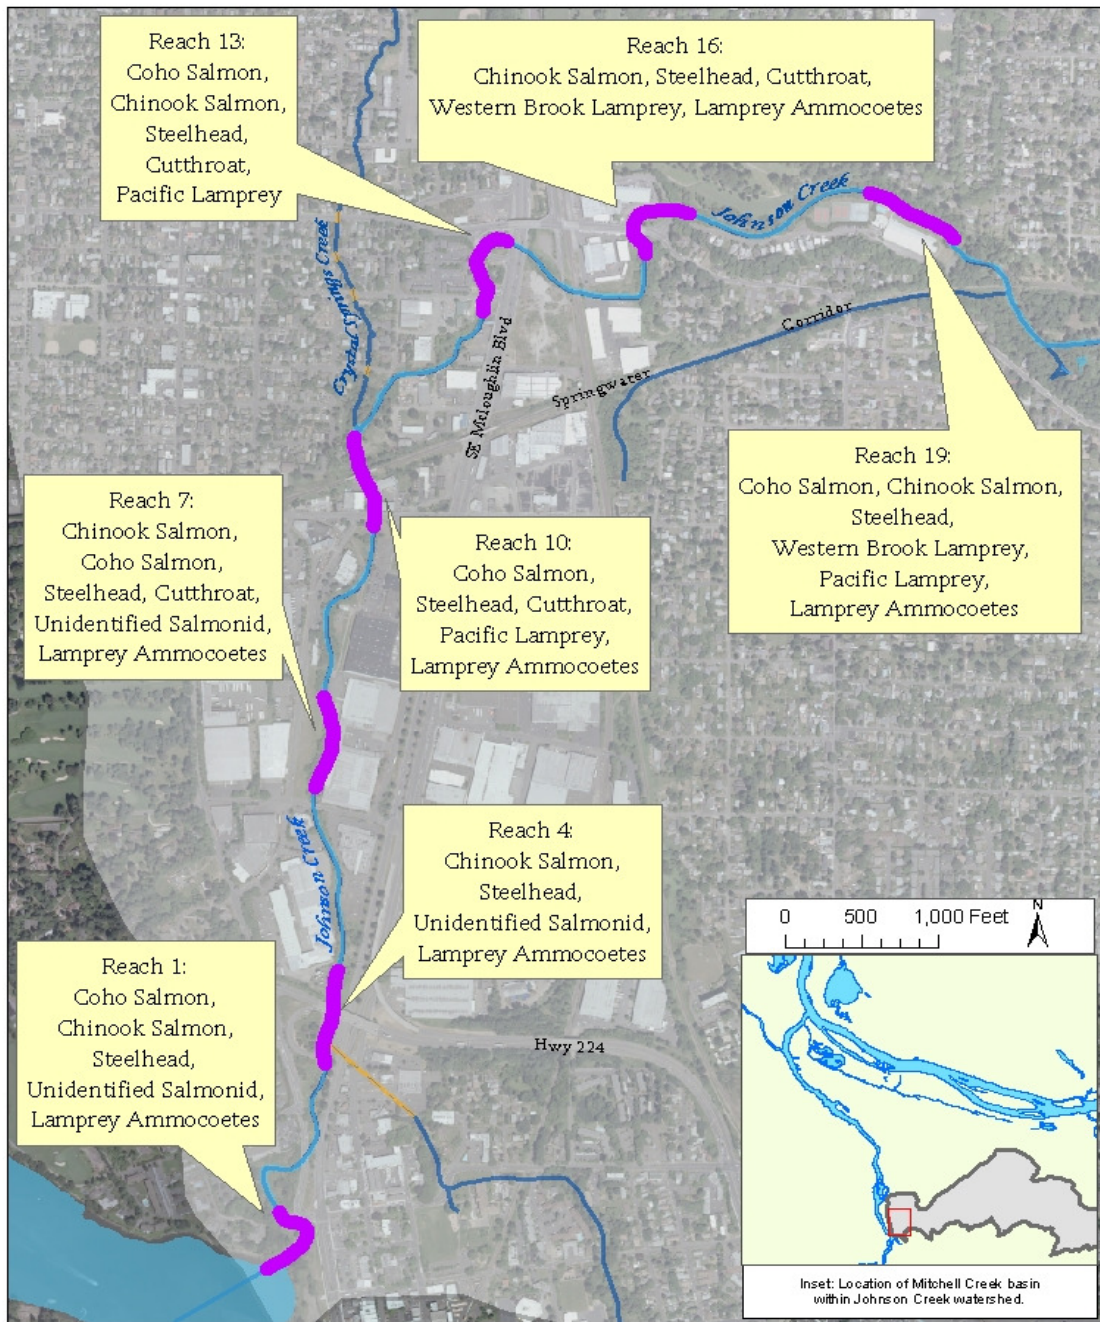 Reach 13:
Coho Salmon,
Chinook Salmon,
Steelhead,
Cutthroat,
Pacific Lamprey
Reach 16:
Chinook Salmon, Steelhead, Cutthroat,
Western Brook Lamprey, Lamprey Ammocoetes
Johnson Creek
Crystal Springs Creek
SE Mcloughlin Blvd
Springwater Corridor
Reach 19:
Coho Salmon, Chinook Salmon,
Steelhead,
Western Brook Lamprey,
Pacific Lamprey,
Lamprey Ammocoetes
Reach 7:
Chinook Salmon,
Coho Salmon,
Steelhead, Cutthroat,
Unidentified Salmonid,
Lamprey Ammocoetes
Reach 10:
Coho Salmon,
Steelhead, Cutthroat,
Pacific Lamprey,
Lamprey Ammocoetes
Johnson Creek
Reach 4:
Chinook Salmon,
Steelhead,
Unidentified Salmonid,
Lamprey Ammocoetes
Reach 1:
Coho Salmon,
Chinook Salmon,
Steelhead,
Unidentified Salmonid,
Lamprey Ammocoetes
Hwy 224
0 500 1,000 Feet
N
Inset: Location of Mitchell Creek basin
within Johnson Creek watershed.